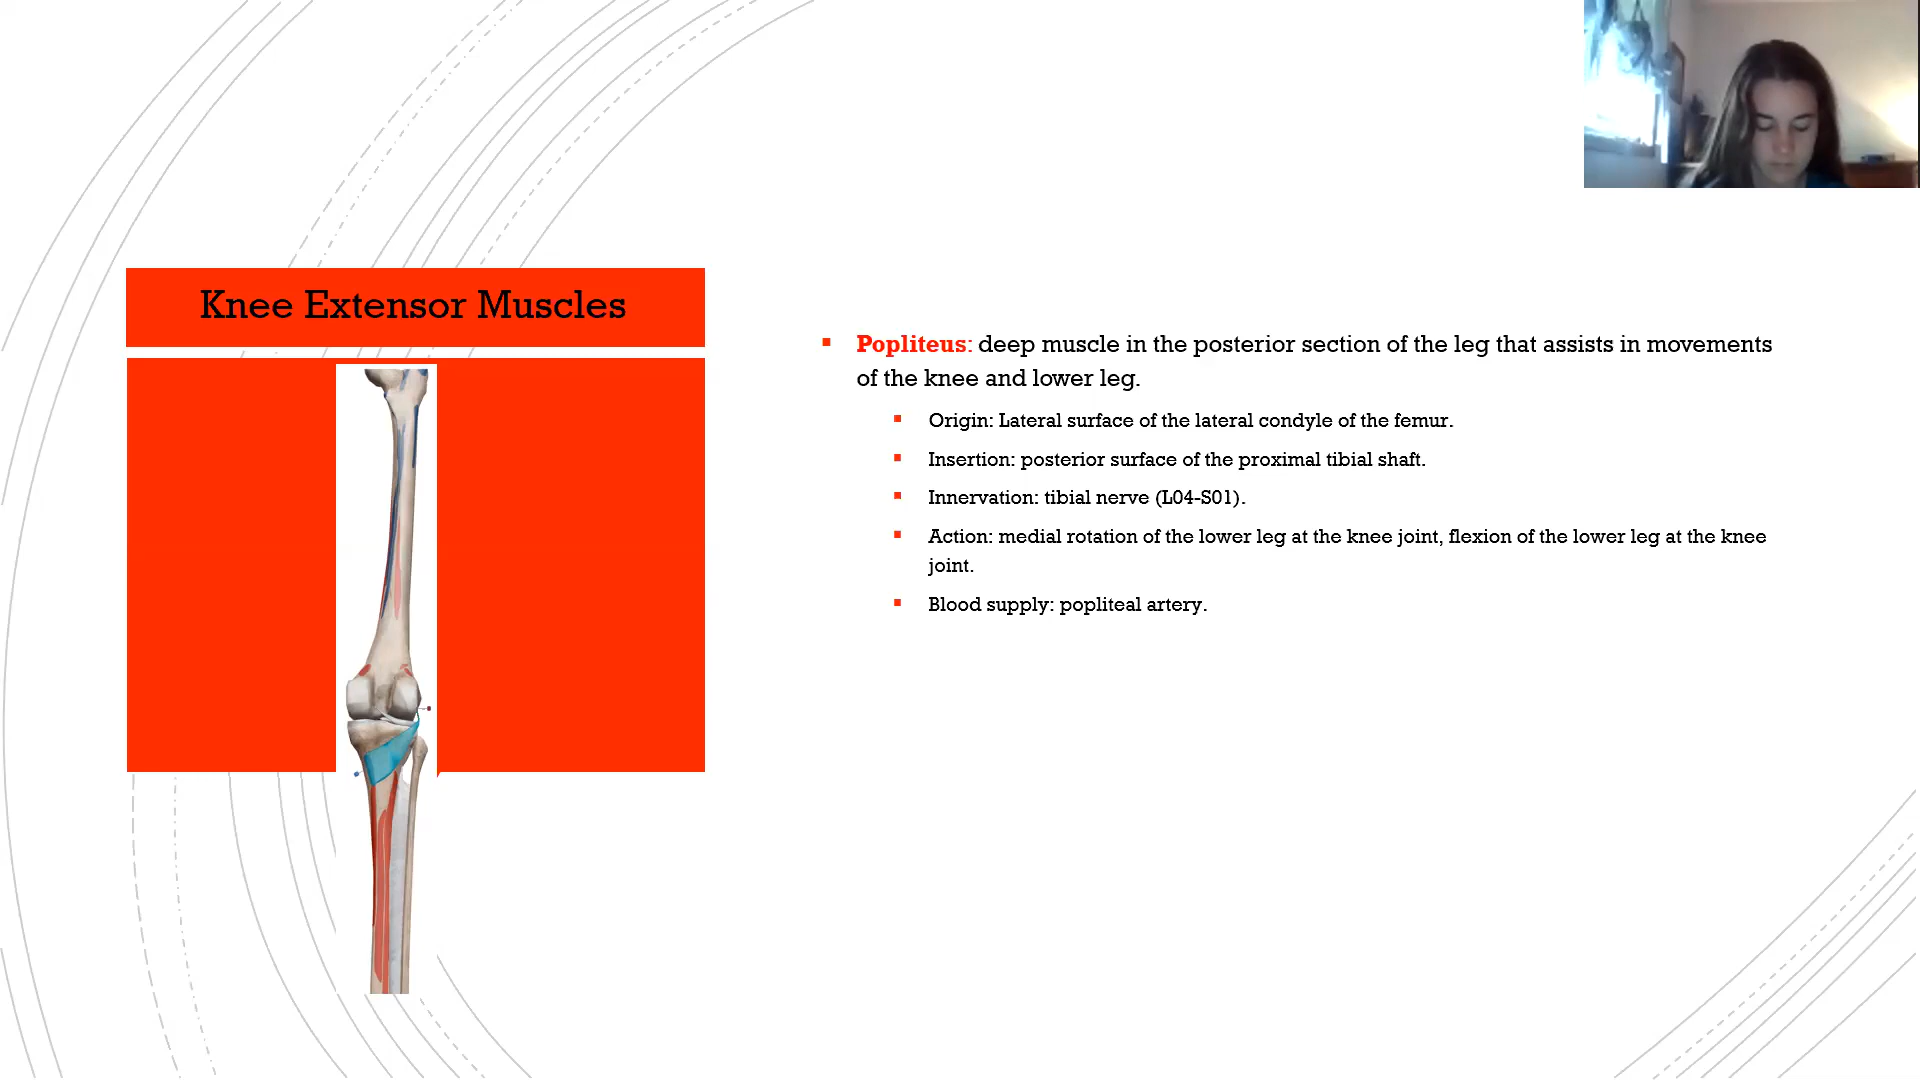 Knee Extensor Muscles
Popliteus: deep muscle in the posterior section of the leg that assists in movements
of the knee and lower leg.
Origin: Lateral surface of the lateral condyle of the femur.
Insertion: posterior surface of the proximal tibial shaft.
Innervation: tibial nerve (L04-S01).
Action: medial rotation of the lower leg at the knee joint, flexion of the lower leg at the knee
joint.
Blood supply: popliteal artery.